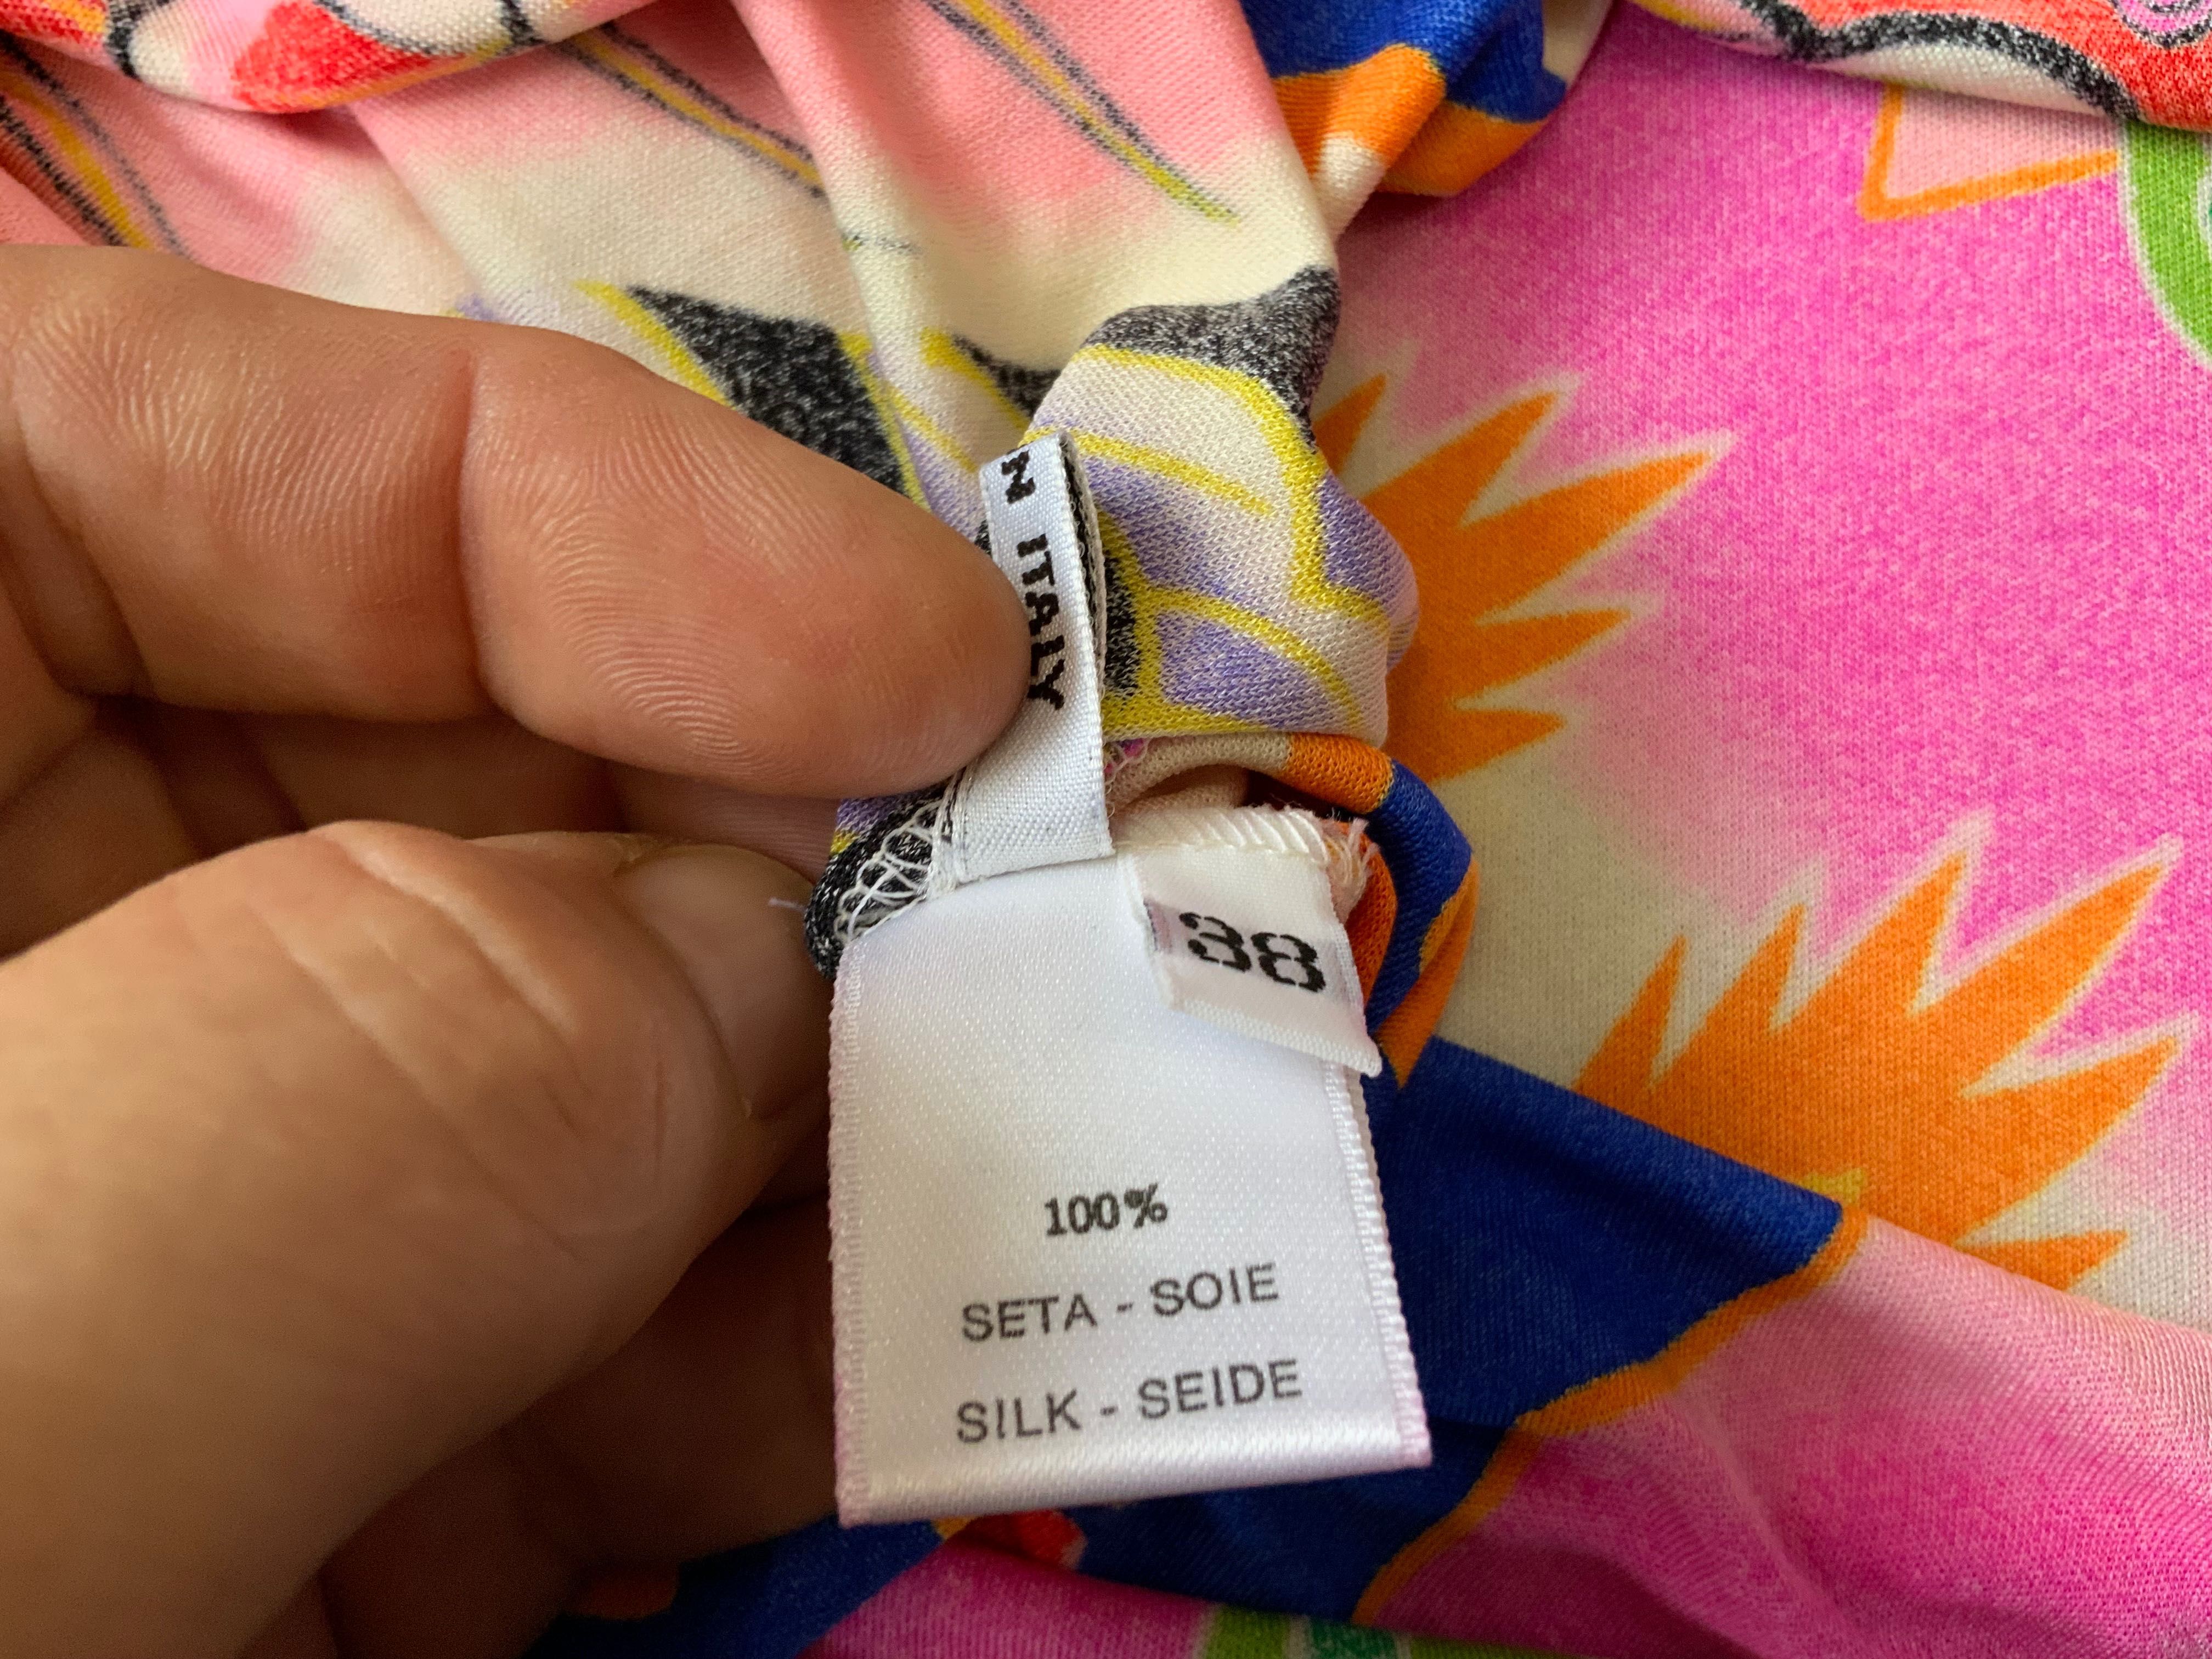 N ITALY
38
100%
SETA - SOIE
SILK - SEIDE